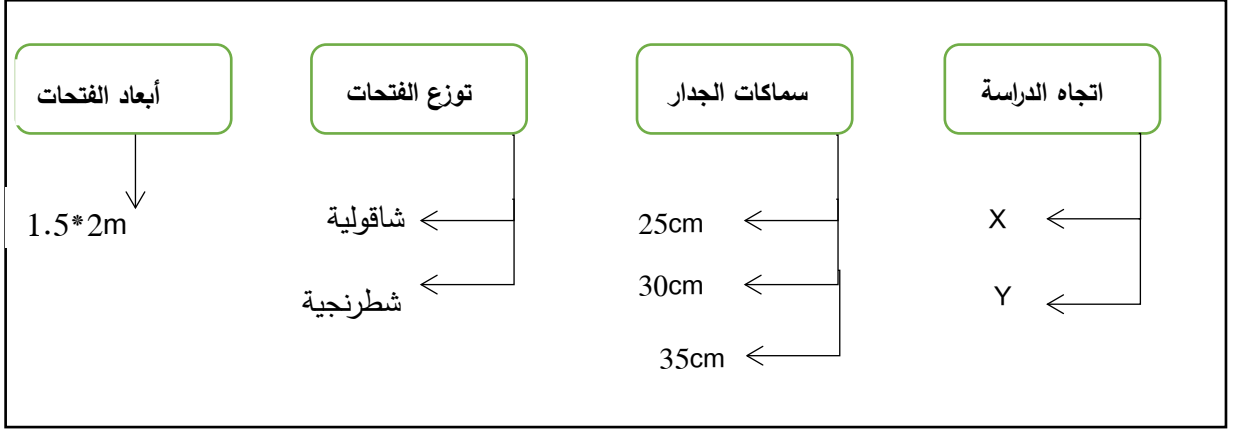 اتجاه الدراسة
X
Y
سماكات الجدار
25cm
30cm
35cm
توزع الفتحات
شاقولية
شطرنجية
أبعاد الفتحات
1.5*2m